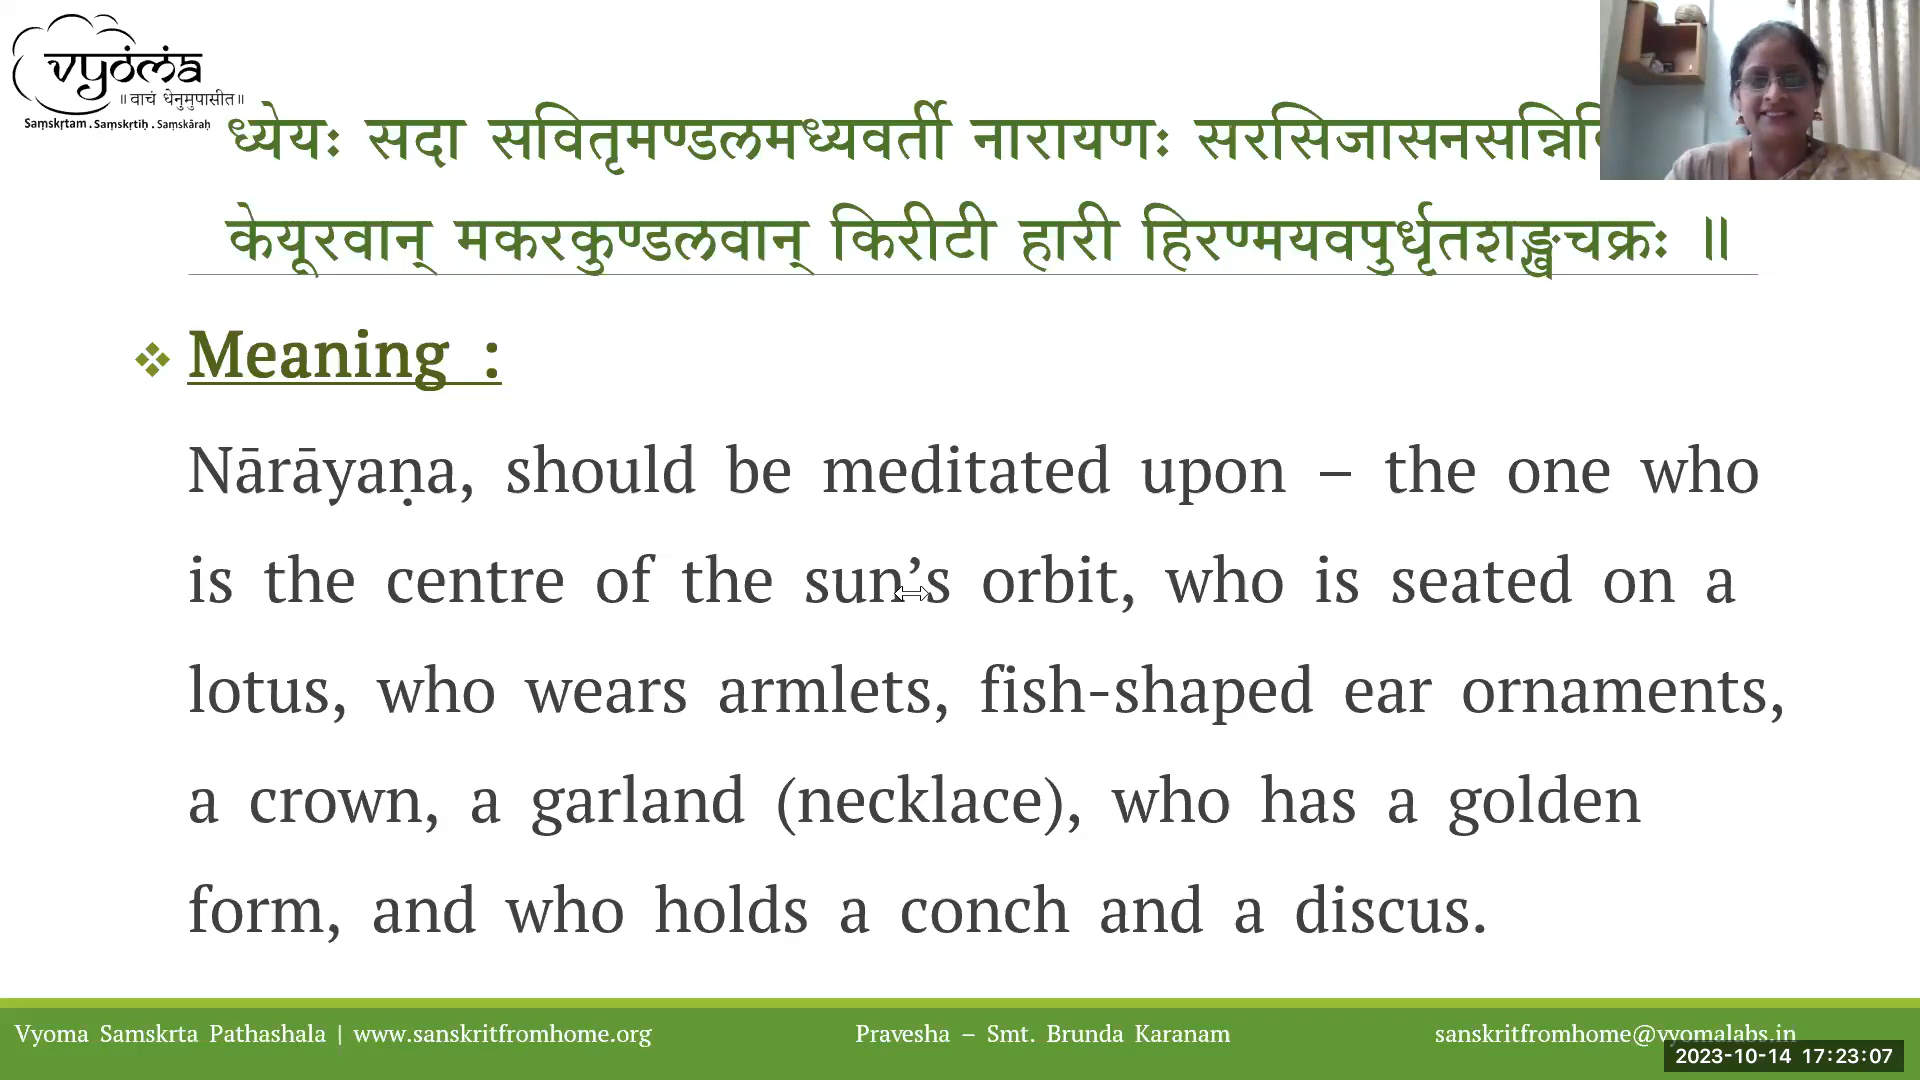 vyoma
॥वाचं धेनुमुपासीत॥
Saṃskṛtam . Saṃskṛtiḥ . Saṃskāraḥ
ध्येयः सदा सवितृमण्डलमध्यवर्ती नारायणः
केयूरवान् मकरकुण्डलवान् किरीटी हारी हिरण्मयवपुर्धृतशङ्खचक्रः ॥
❖ Meaning :
Nārāyaṇa, should be meditated upon – the one who
is the centre of the sun’s orbit, who is seated on a
lotus, who wears armlets, fish-shaped ear ornaments,
a crown, a garland (necklace), who has a golden
form, and who holds a conch and a discus.
Vyoma Samskrta Pathashala | www.sanskritfromhome.org Pravesha – Smt. Brunda Karanam sanskritfromhome@vyomalabs.in
2023-10-14 17:23:07